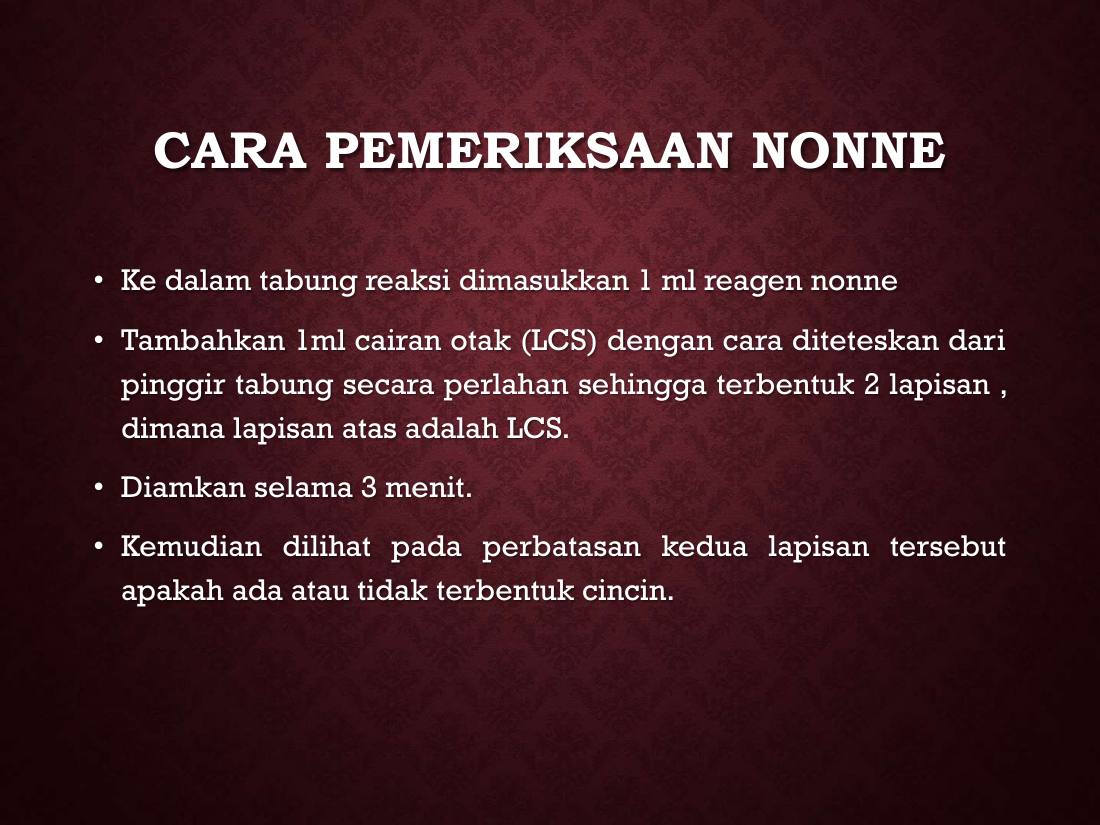 CARA PEMERIKSAAN NONNE
• Ke dalam tabung reaksi dimasukkan 1 ml reagen nonne
• Tambahkan 1ml cairan otak (LCS) dengan cara diteteskan dari
pinggir tabung secara perlahan sehingga terbentuk 2 lapisan ,
dimana lapisan atas adalah LCS.
• Diamkan selama 3 menit.
• Kemudian dilihat pada perbatasan kedua lapisan tersebut
apakah ada atau tidak terbentuk cincin.